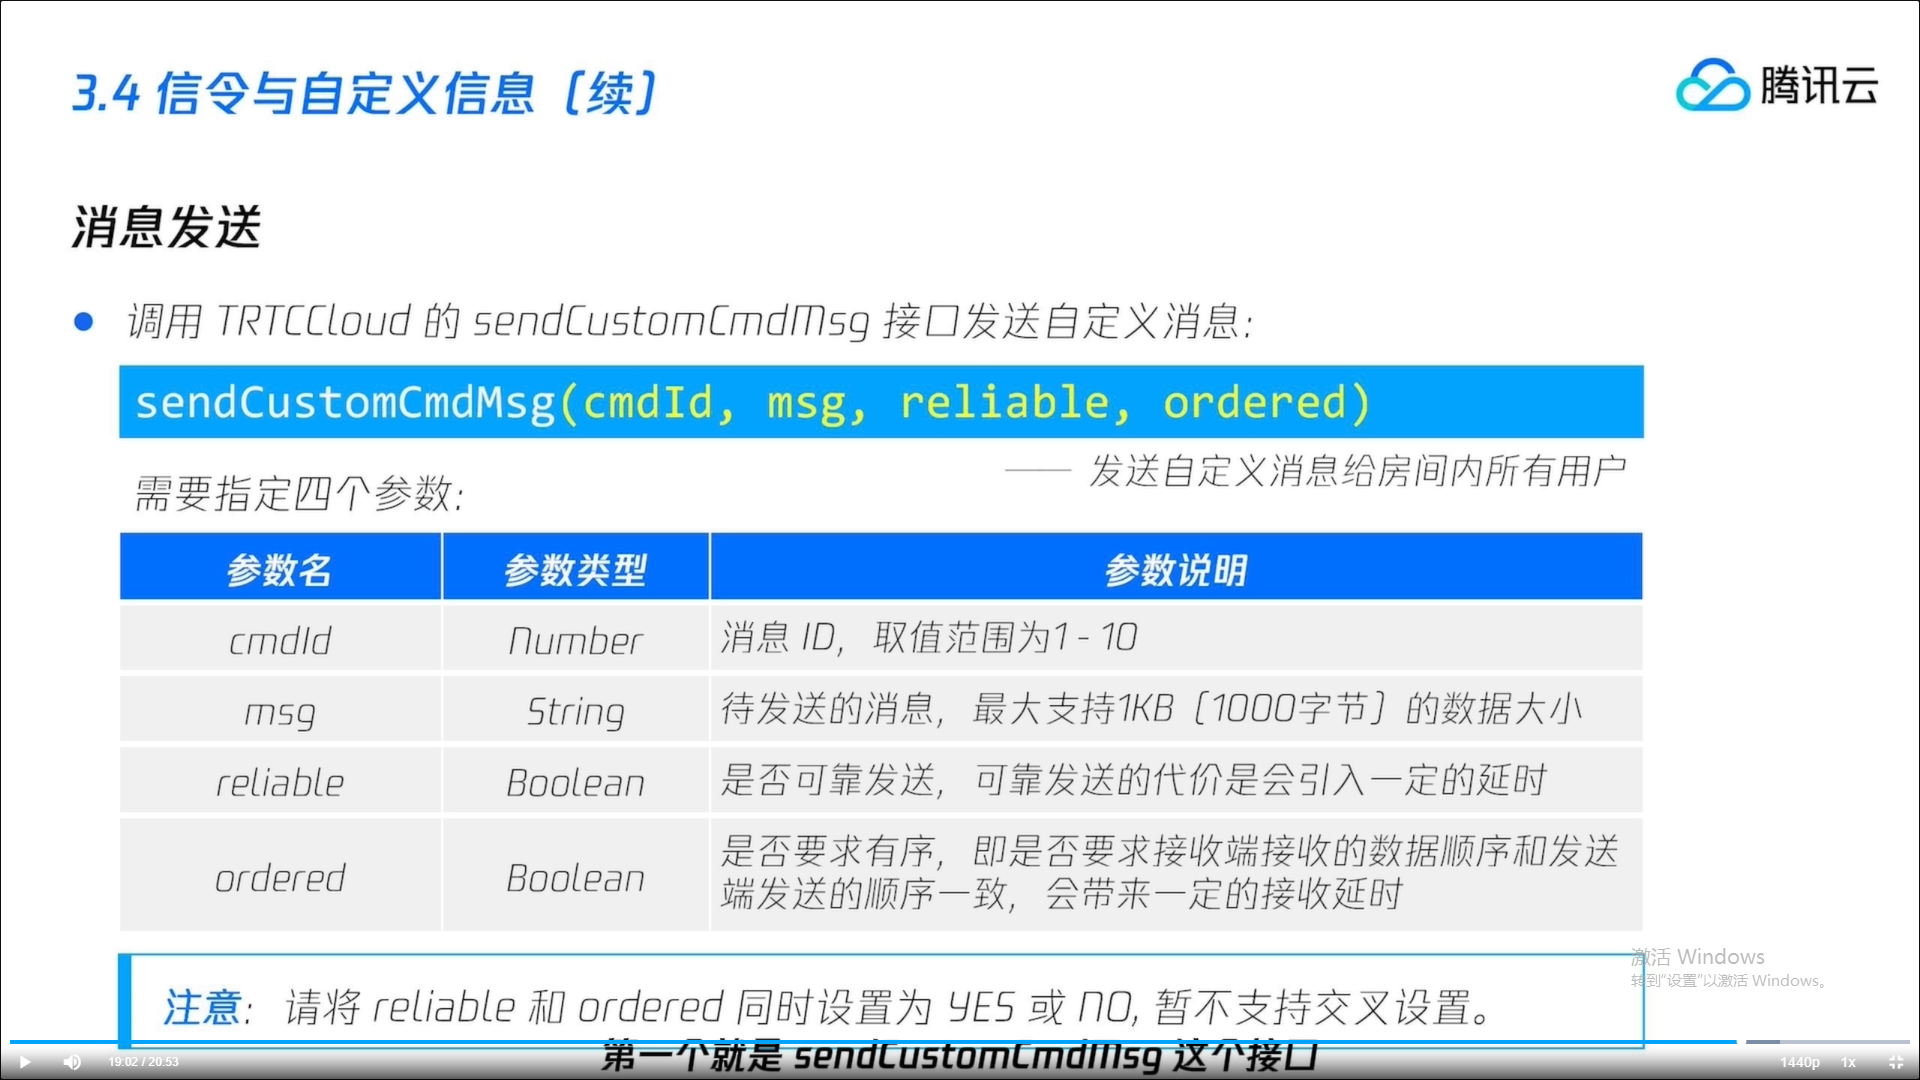 3.4 信令与自定义信息（续）
腾讯云
消息发送
调用 TRTCCloud 的 sendCustomCmdMsg 接口发送自定义消息:
sendCustomCmdMsg(cmdId, msg, reliable, ordered)
—— 发送自定义消息给房间内所有用户
需要指定四个参数:
参数名 参数类型 参数说明
cmdId Number 消息 ID，取值范围为1 - 10
msg String 待发送的消息，最大支持1KB（1000字节）的数据大小
reliable Boolean 是否可靠发送，可靠发送的代价是会引入一定的延时
ordered Boolean 是否要求有序，即是否要求接收端接收的数据顺序和发送
端发送的顺序一致，会带来一定的接收延时
激活 Windows
转到"设置"以激活 Windows。
注意: 请将 reliable 和 ordered 同时设置为 YES 或 NO, 暂不支持交叉设置。
第一个就是 sendCustomCmdMsg 这个接口
19:02 / 20:53
1440p 1x